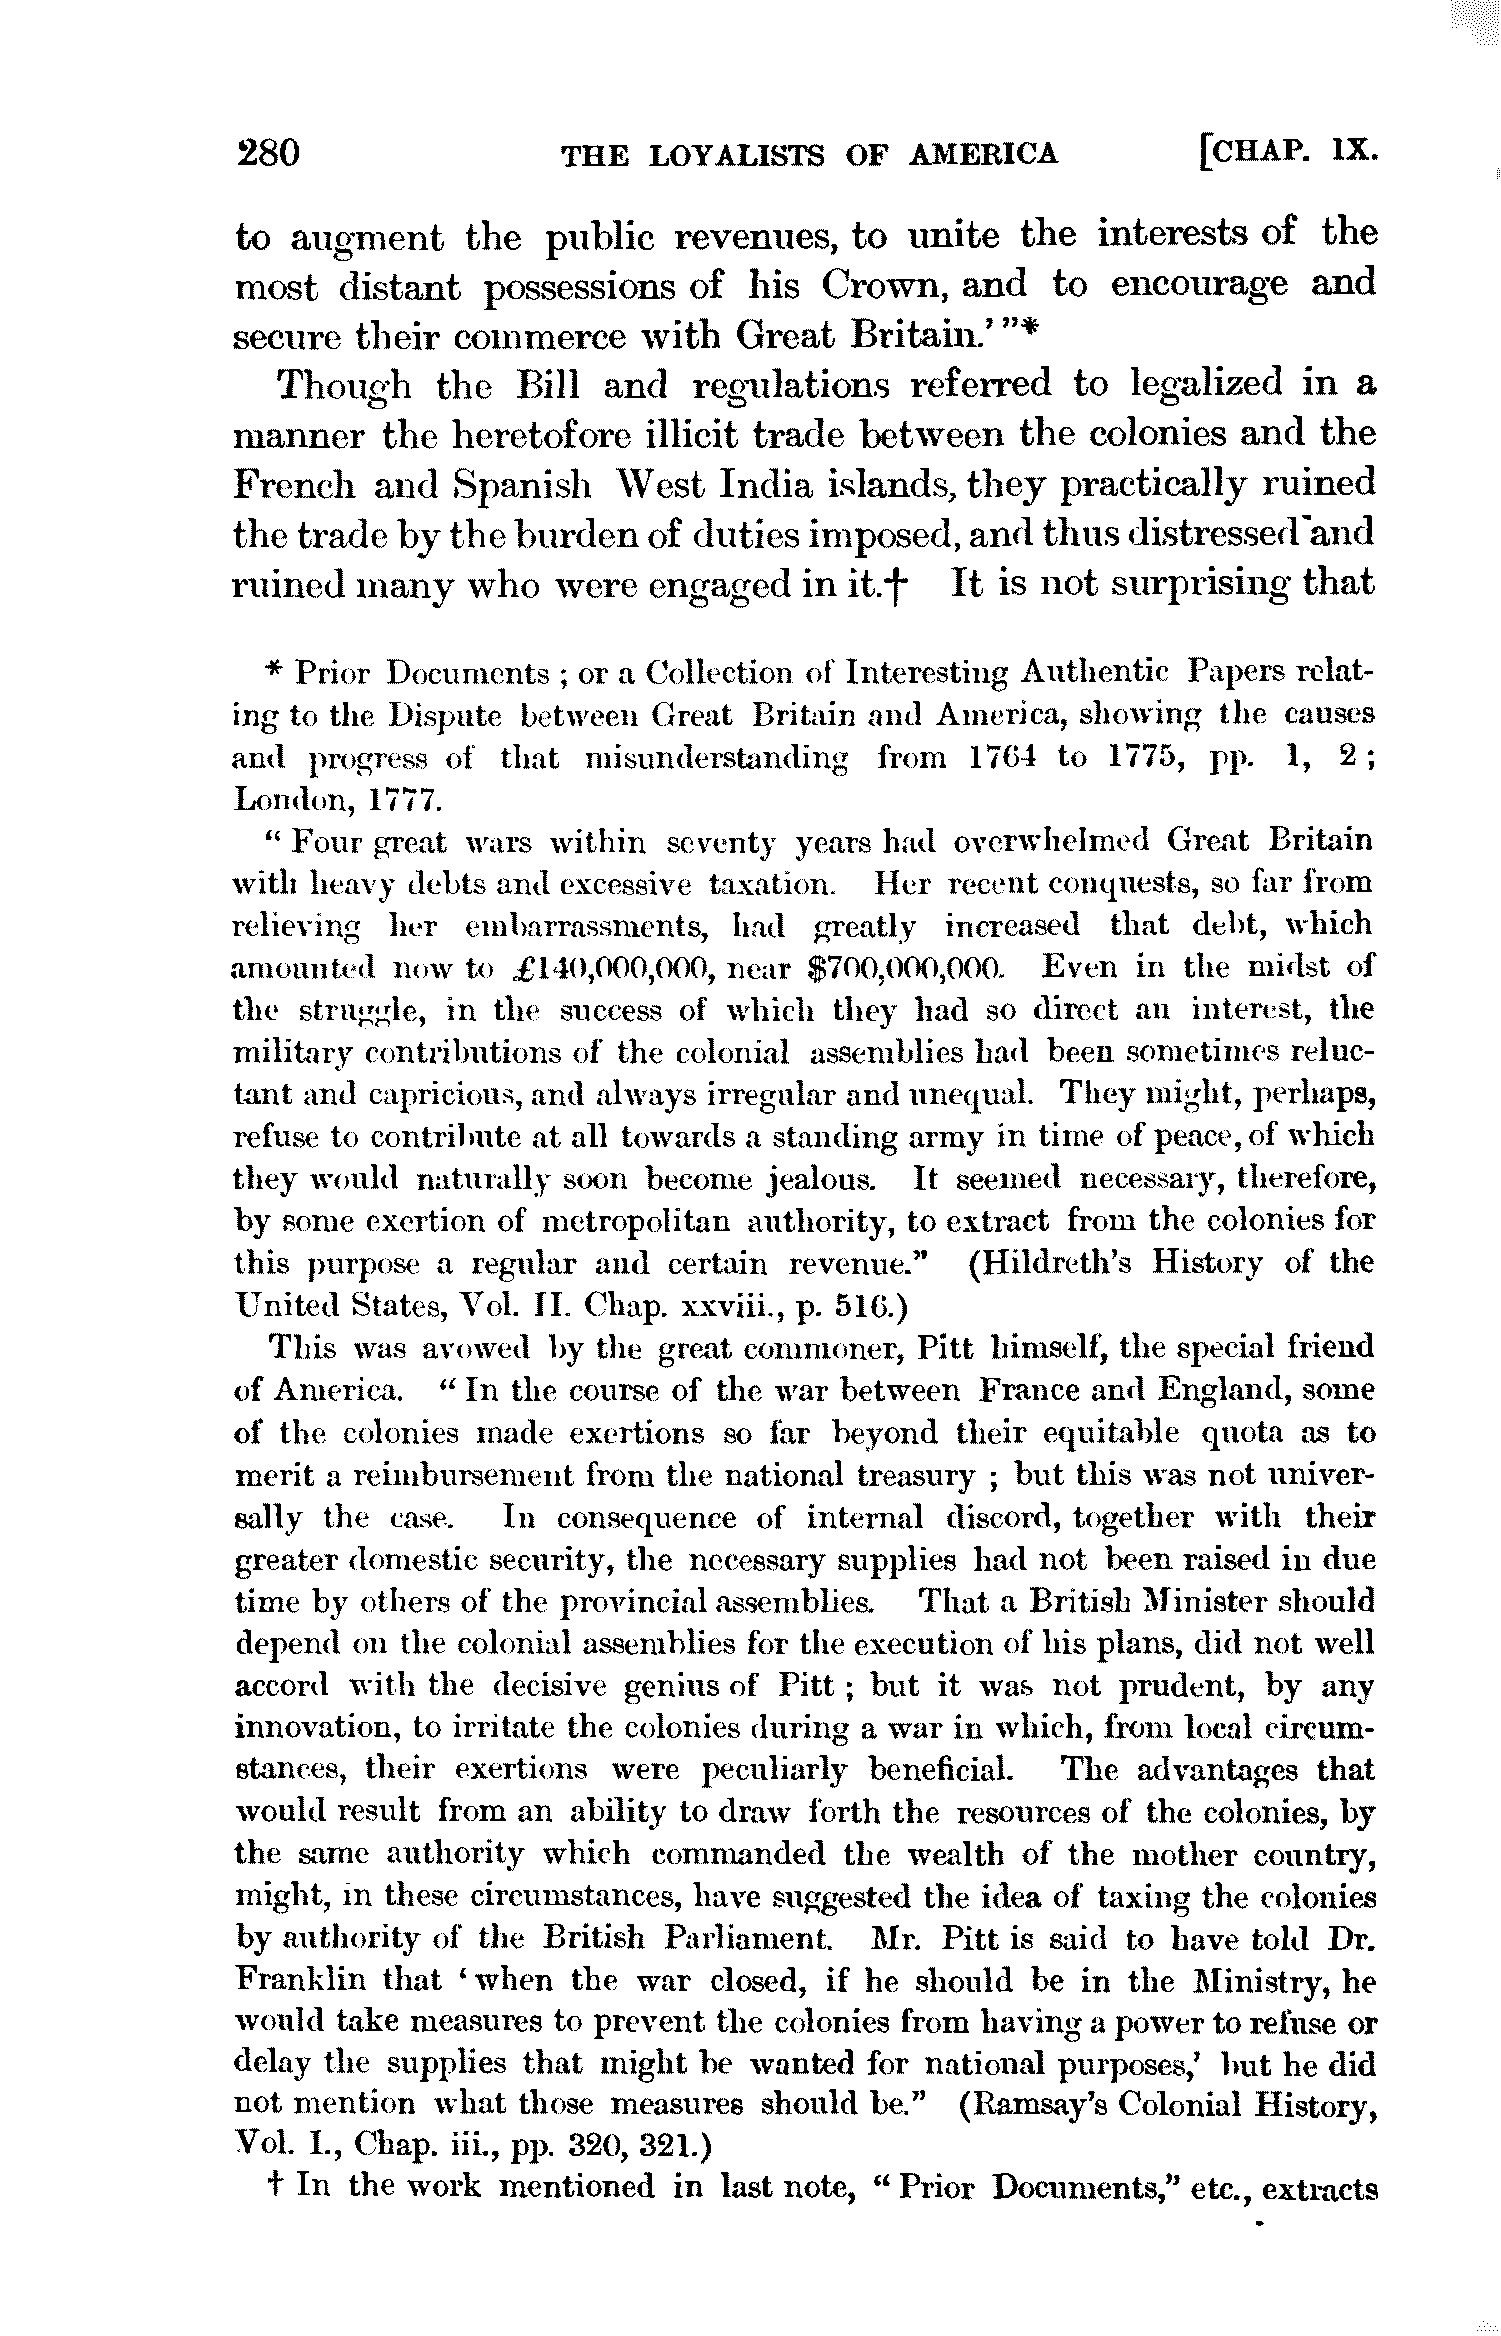 280 THE LOYALISTS OF AMERICA [CHAP. IX.
to augment the public revenues, to unite the interests of the
most distant possessions of his Crown, and to encourage and
secure their commerce with Great Britain.' "*
Though the Bill and regulations referred to legalized in a
manner the heretofore illicit trade between the colonies and the
French and Spanish West India islands, they practically ruined
the trade by the burden of duties imposed, and thus distressed and
ruined many who were engaged in it.† It is not surprising that
* Prior Documents ; or a Collection of Interesting Authentic Papers relat-
ing to the Dispute between Great Britain and America, showing the causes
and progress of that misunderstanding from 1764 to 1775, pp. 1, 2 ;
London, 1777.
" Four great wars within seventy years had overwhelmed Great Britain
with heavy debts and excessive taxation. Her recent conquests, so far from
relieving her embarrassments, had greatly increased that debt, which
amounted now to £140,000,000, near $700,000,000. Even in the midst of
the struggle, in the success of which they had so direct an interest, the
military contributions of the colonial assemblies had been sometimes reluc-
tant and capricious, and always irregular and unequal. They might, perhaps,
refuse to contribute at all towards a standing army in time of peace, of which
they would naturally soon become jealous. It seemed necessary, therefore,
by some exertion of metropolitan authority, to extract from the colonies for
this purpose a regular and certain revenue." (Hildreth's History of the
United States, Vol. II. Chap. xxviii., p. 516.)
This was avowed by the great commoner, Pitt himself, the special friend
of America. " In the course of the war between France and England, some
of the colonies made exertions so far beyond their equitable quota as to
merit a reimbursement from the national treasury ; but this was not univer-
sally the case. In consequence of internal discord, together with their
greater domestic security, the necessary supplies had not been raised in due
time by others of the provincial assemblies. That a British Minister should
depend on the colonial assemblies for the execution of his plans, did not well
accord with the decisive genius of Pitt ; but it was not prudent, by any
innovation, to irritate the colonies during a war in which, from local circum-
stances, their exertions were peculiarly beneficial. The advantages that
would result from an ability to draw forth the resources of the colonies, by
the same authority which commanded the wealth of the mother country,
might, in these circumstances, have suggested the idea of taxing the colonies
by authority of the British Parliament. Mr. Pitt is said to have told Dr.
Franklin that ' when the war closed, if he should be in the Ministry, he
would take measures to prevent the colonies from having a power to refuse or
delay the supplies that might be wanted for national purposes,' but he did
not mention what those measures should be." (Ramsay's Colonial History,
Vol. I., Chap. iii., pp. 320, 321.)
† In the work mentioned in last note, " Prior Documents," etc., extracts